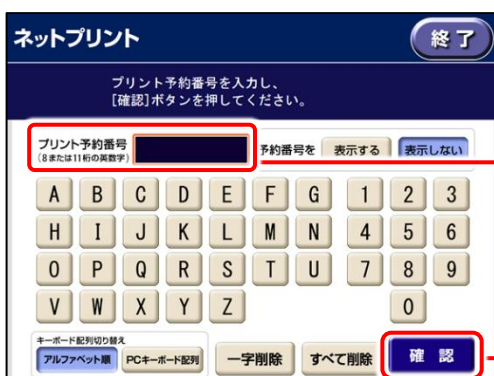 ネットプリント
終了
プリント予約番号を入力し、
[確認]ボタンを押してください。
プリント予約番号
(8または11桁の英数字)
予約番号を 表示する 表示しない
A B C D E F G 1 2 3
H I J K L M N 4 5 6
O P Q R S T U 7 8 9
V W X Y Z 0
キーボード配列切り替え
アルファベット順 PCキーボード配列 一字削除 すべて削除 確認